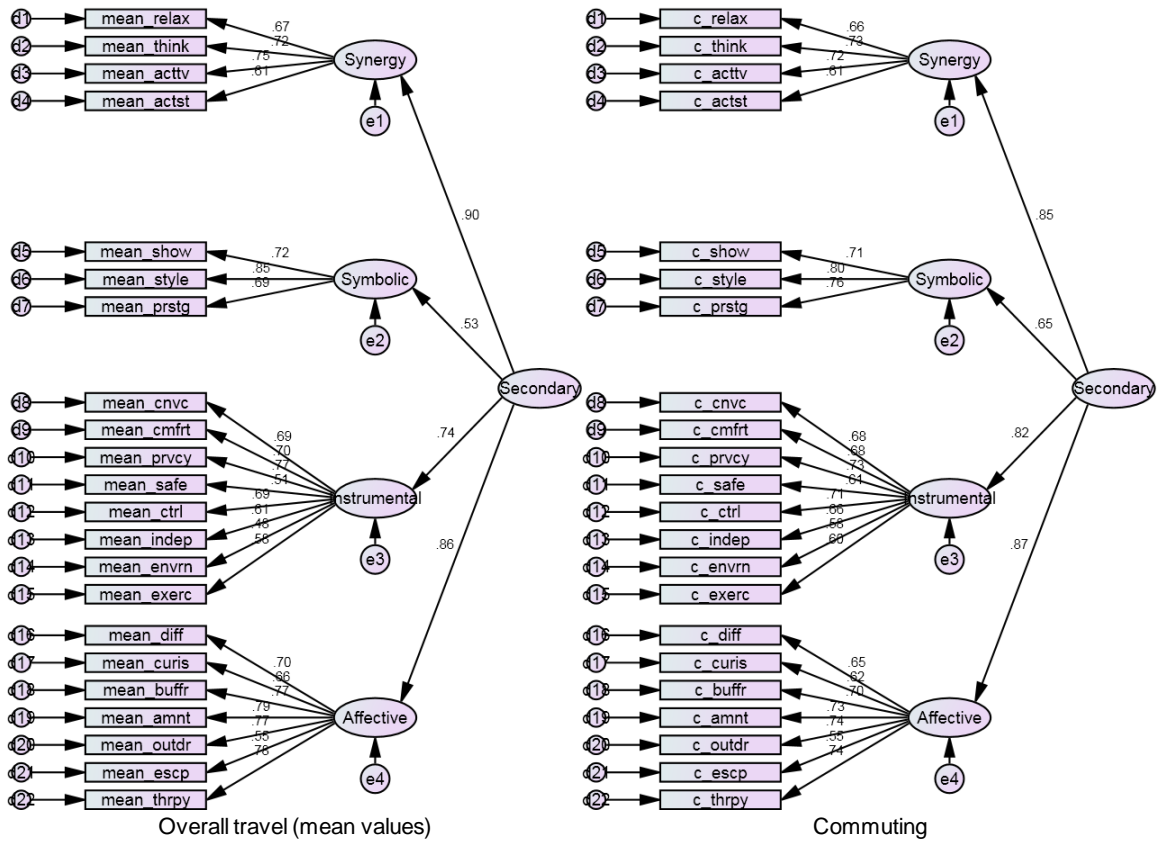 d1 mean_relax
d2 mean_think
d3 mean_acttv
d4 mean_actst
.67
.72
.75
.61
Synergy
e1
.90
d5 mean_show
d6 mean_style
d7 mean_prstg
.72
.85
.69
Symbolic
e2
.53
Secondary
d8 mean_cnvc
d9 mean_cmfrt
d10 mean_prvcy
d11 mean_safe
d12 mean_ctrl
d13 mean_indep
d14 mean_envrn
d15 mean_exerc
.69
.70
.77
.51
.69
.61
.48
.58
Instrumental
e3
.74
d16 mean_diff
d17 mean_curis
d18 mean_buffr
d19 mean_amnt
d20 mean_outdr
d21 mean_escp
d22 mean_thrpy
.70
.66
.77
.79
.77
.55
.78
Affective
e4
.86
Overall travel (mean values)
d1 c_relax
d2 c_think
d3 c_acttv
d4 c_actst
.66
.73
.72
.61
Synergy
e1
.85
d5 c_show
d6 c_style
d7 c_prstg
.71
.80
.76
Symbolic
e2
.65
Secondary
d8 c_cnvc
d9 c_cmfrt
d10 c_prvcy
d11 c_safe
d12 c_ctrl
d13 c_indep
d14 c_envrn
d15 c_exerc
.68
.68
.73
.61
.71
.66
.58
.60
Instrumental
e3
.82
d16 c_diff
d17 c_curis
d18 c_buffr
d19 c_amnt
d20 c_outdr
d21 c_escp
d22 c_thrpy
.65
.62
.70
.73
.74
.55
.74
Affective
e4
.87
Commuting